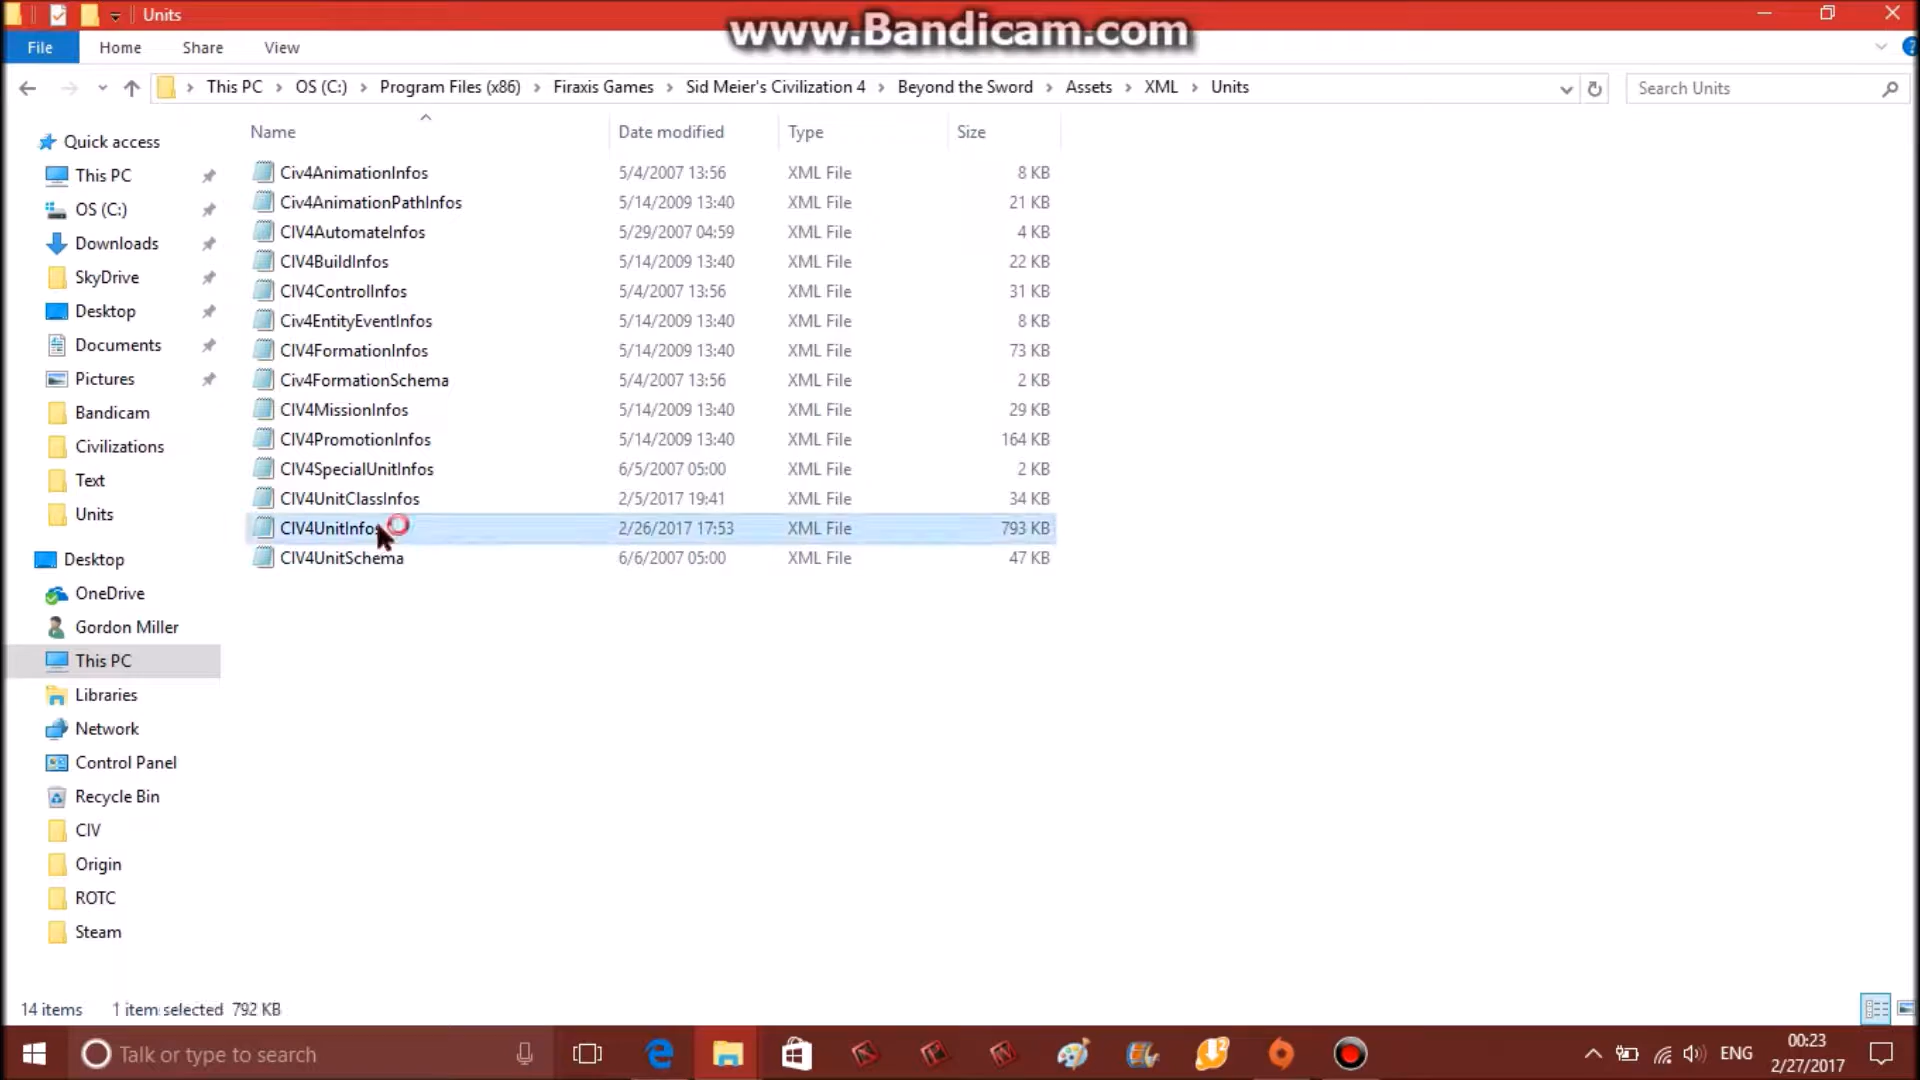 Units
www.Bandicam.com
File Home Share View
This PC OS (C:) Program Files (x86) Firaxis Games Sid Meier's Civilization 4 Beyond the Sword Assets XML Units
Search Units
Name Date modified Type Size
Quick access
This PC
OS (C:)
Downloads
SkyDrive
Desktop
Documents
Pictures
Bandicam
Civilizations
Text
Units
Desktop
OneDrive
Gordon Miller
This PC
Libraries
Network
Control Panel
Recycle Bin
CIV
Origin
ROTC
Steam
Civ4AnimationInfos 5/4/2007 13:56 XML File 8 KB
Civ4AnimationPathInfos 5/14/2009 13:40 XML File 21 KB
CIV4AutomateInfos 5/29/2007 04:59 XML File 4 KB
CIV4BuildInfos 5/14/2009 13:40 XML File 22 KB
CIV4ControlInfos 5/4/2007 13:56 XML File 31 KB
Civ4EntityEventInfos 5/14/2009 13:40 XML File 8 KB
CIV4FormationInfos 5/14/2009 13:40 XML File 73 KB
Civ4FormationSchema 5/4/2007 13:56 XML File 2 KB
CIV4MissionInfos 5/14/2009 13:40 XML File 29 KB
CIV4PromotionInfos 5/14/2009 13:40 XML File 164 KB
CIV4SpecialUnitInfos 6/5/2007 05:00 XML File 2 KB
CIV4UnitClassInfos 2/5/2017 19:41 XML File 34 KB
CIV4UnitInfos 2/26/2017 17:53 XML File 793 KB
CIV4UnitSchema 6/6/2007 05:00 XML File 47 KB
14 items 1 item selected 792 KB
Talk or type to search
ENG
00:23
2/27/2017